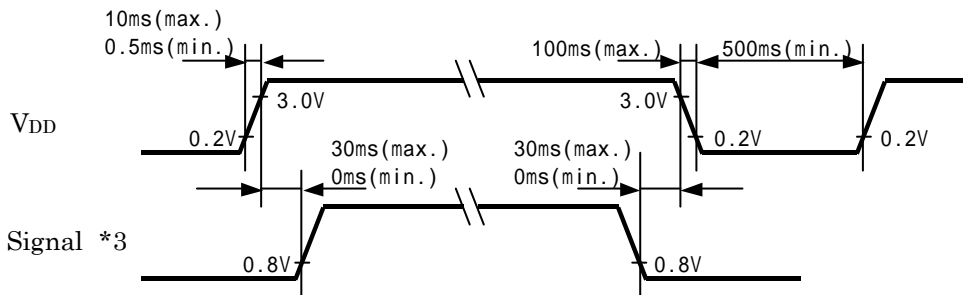 10ms(max.)
0.5ms(min.)
100ms(max.)
500ms(min.)
3.0V
3.0V
VDD
0.2V
0.2V
0.2V
30ms(max.)
0ms(min.)
30ms(max.)
0ms(min.)
Signal *3
0.8V
0.8V